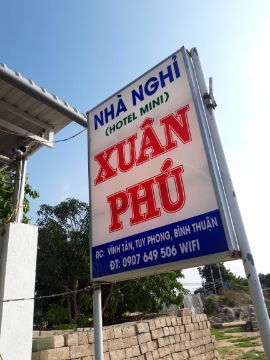 NHÀ NGHỈ
(HOTEL MINI)
XUÂN
PHÚ
ĐC: VĨNH TÂN, TUY PHONG, BÌNH THUẬN
ĐT: 0907 649 506 WIFI